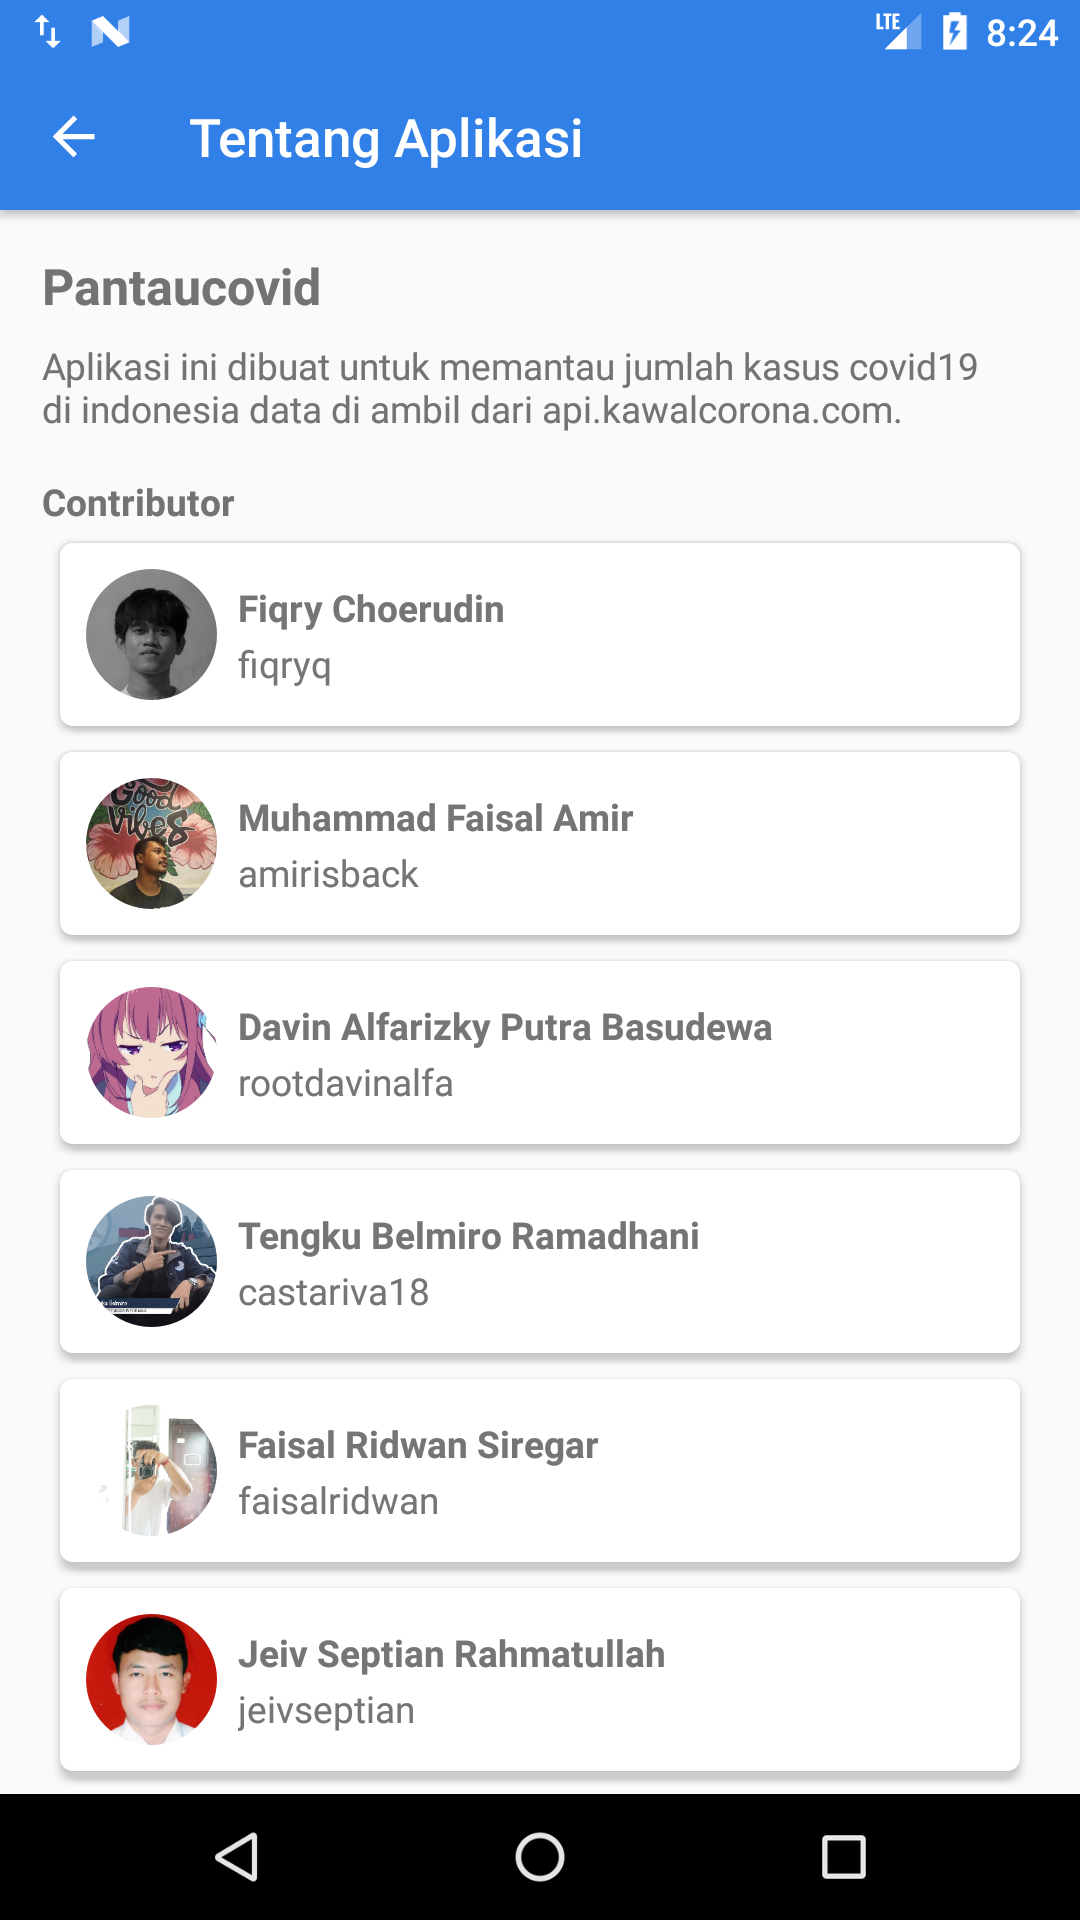 LTE 8:24
Tentang Aplikasi
Pantaucovid
Aplikasi ini dibuat untuk memantau jumlah kasus covid19
di indonesia data di ambil dari api.kawalcorona.com.
Contributor
Fiqry Choerudin
fiqryq
Good
Vibes
Muhammad Faisal Amir
amirisback
Davin Alfarizky Putra Basudewa
rootdavinalfa
Tengku Belmiro Ramadhani
castariva18
Belmiro
Faisal Ridwan Siregar
faisalridwan
Jeiv Septian Rahmatullah
jeivseptian